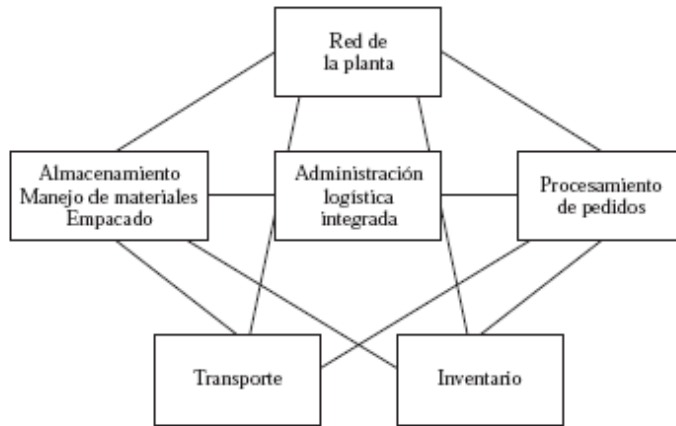 Red de
la planta
Almacenamiento
Manejo de materiales
Empacado
Administración
logística
integrada
Procesamiento
de pedidos
Transporte
Inventario